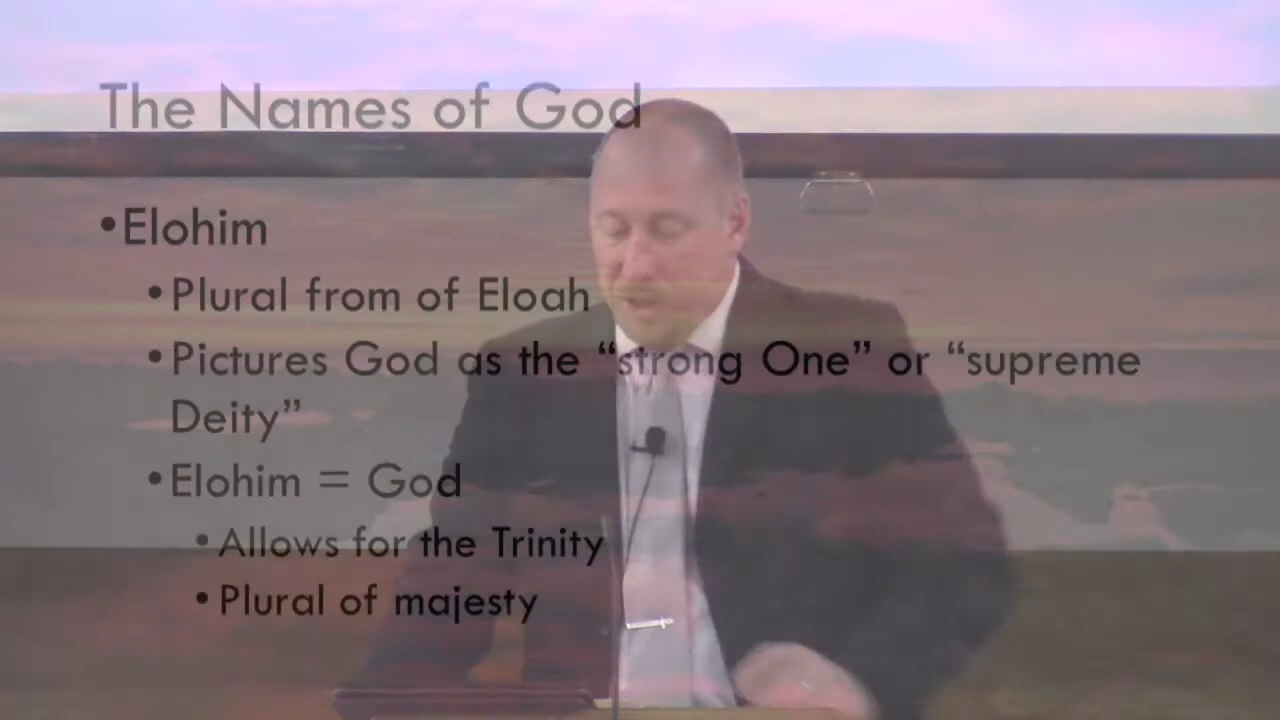 The Names of God
•Elohim
•Plural from of Eloah
•Pictures God as the “strong One” or “supreme
Deity”
•Elohim = God
•Allows for the Trinity
•Plural of majesty